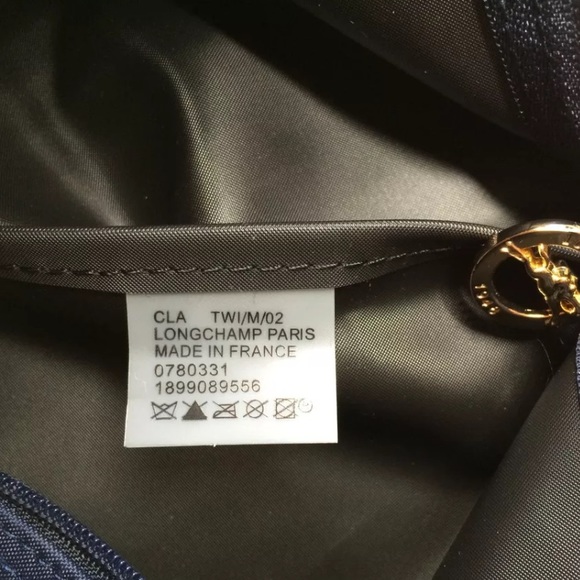 CLA TWI/M/02
LONGCHAMP PARIS
MADE IN FRANCE
0780331
1899089556